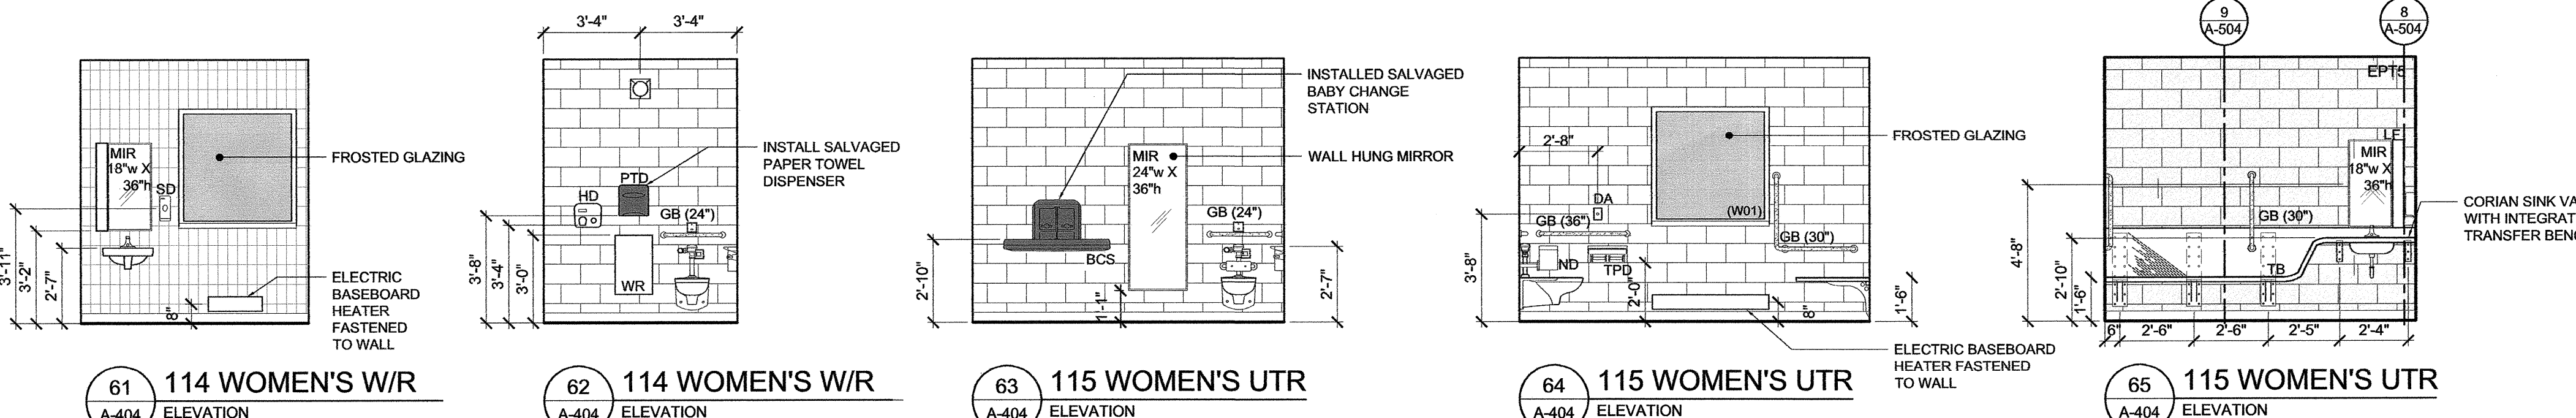 3'-11"
3'-2"
2'-7"
MIR
18"w X
36"h
SD
8"
FROSTED GLAZING
ELECTRIC
BASEBOARD
HEATER
FASTENED
TO WALL
61
A-404
114 WOMEN'S W/R
ELEVATION
3'-4"
3'-4"
3'-8"
3'-4"
3'-0"
HD
PTD
GB (24")
WR
INSTALL SALVAGED
PAPER TOWEL
DISPENSER
62
A-404
114 WOMEN'S W/R
ELEVATION
2'-10"
BCS
MIR
24"w X
36"h
1'-1"
GB (24")
2'-7"
INSTALLED SALVAGED
BABY CHANGE
STATION
WALL HUNG MIRROR
63
A-404
115 WOMEN'S UTR
ELEVATION
3'-8"
2'-8"
DA
GB (36")
ND
TPD
2'-0"
(W01)
GB (30")
8"
1'-6"
FROSTED GLAZING
ELECTRIC BASEBOARD
HEATER FASTENED
TO WALL
64
A-404
115 WOMEN'S UTR
ELEVATION
9
A-504
8
A-504
EPT5
LF
MIR
18"w X
36"h
GB (30")
TB
4'-8"
2'-10"
1'-6"
6"
2'-6"
2'-6"
2'-5"
2'-4"
CORIAN SINK VA
WITH INTEGRAT
TRANSFER BENC
65
A-404
115 WOMEN'S UTR
ELEVATION